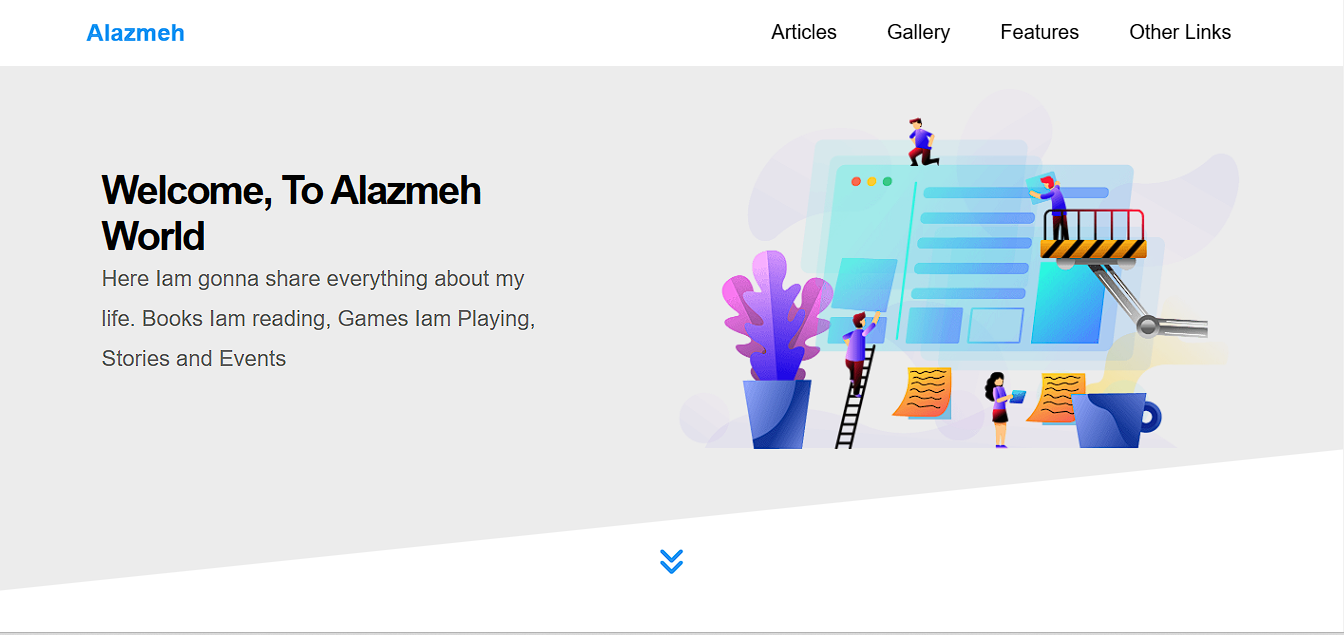 Alazmeh
Articles
Gallery
Features
Other Links
Welcome, To Alazmeh
World
Here Iam gonna share everything about my
life. Books Iam reading, Games Iam Playing,
Stories and Events